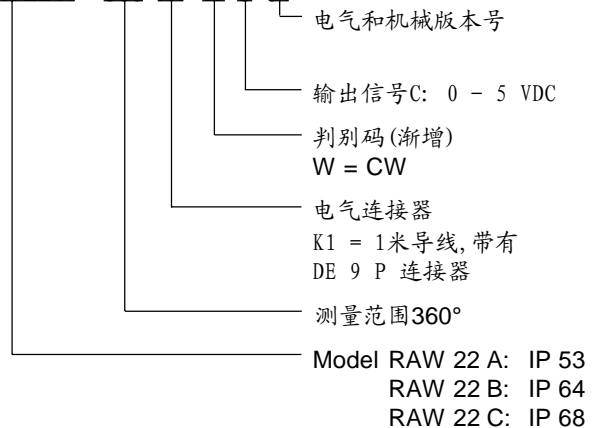 电气和机械版本号
输出信号C: 0 - 5 VDC
判别码(渐增)
W = CW
电气连接器
K1 = 1米导线,带有
DE 9 P 连接器
测量范围360°
Model RAW 22 A: IP 53
RAW 22 B: IP 64
RAW 22 C: IP 68